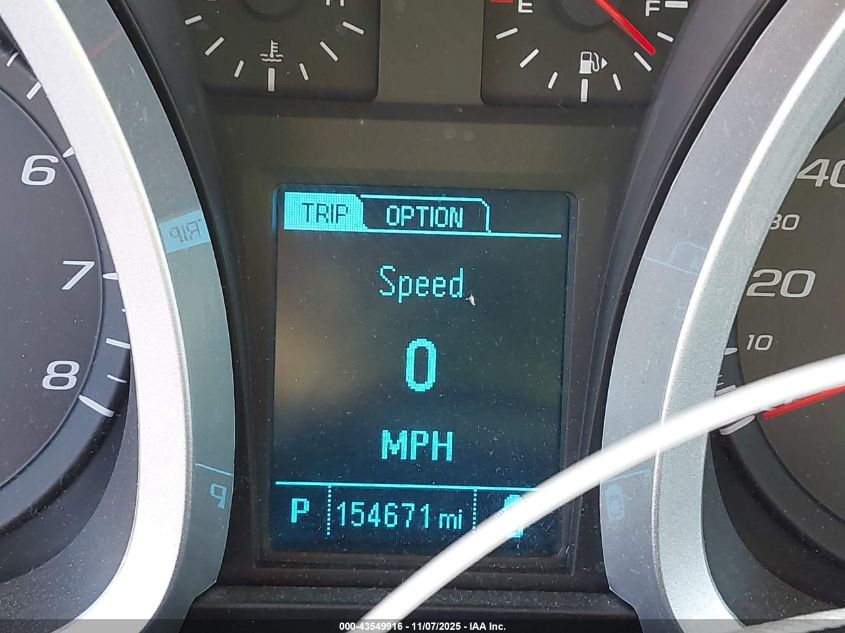 H
E
F
6
7
8
TRIP
OPTION
Speed
0
MPH
P
154671 mi
40
30
20
10
TRIP
P
000-43549916 - 11/07/2025 - IAA Inc.